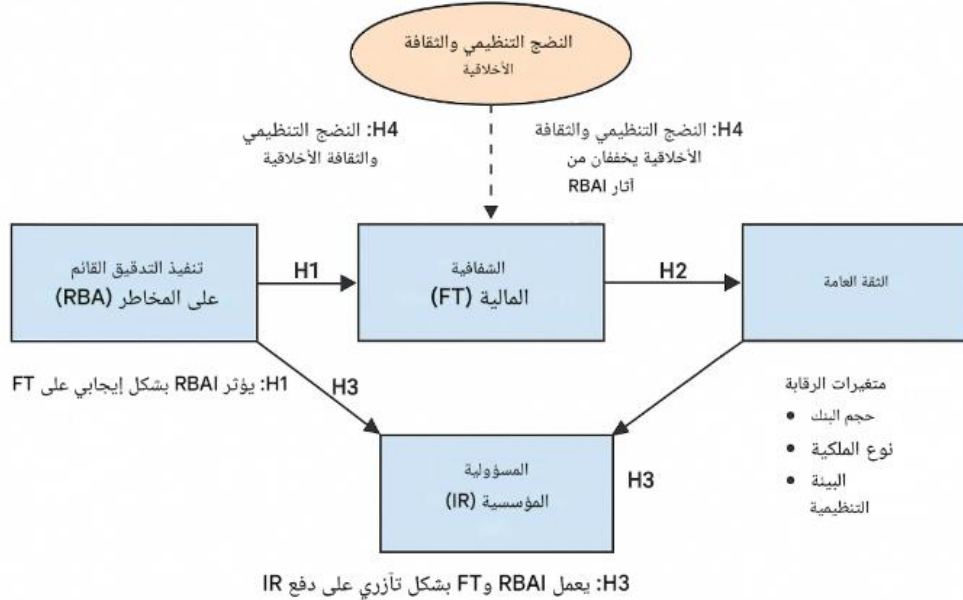 النضج التنظيمي والثقافة
الأخلاقية
H4: النضج التنظيمي والثقافة
الأخلاقية يخففان من
آثار RBAI
H4: النضج التنظيمي
والثقافة الأخلاقية
تنفيذ التدقيق القائم
على المخاطر (RBA)
H1
الشفافية
المالية (FT)
H2
الثقة العامة
H1: يؤثر RBAI بشكل إيجابي على FT
H3
المسؤولية
المؤسسية (IR)
H3
متغيرات الرقابة
• حجم البنك
• نوع الملكية
• البيئة
التنظيمية
H3: يعمل RBAI وFT بشكل تآزري على دفع IR